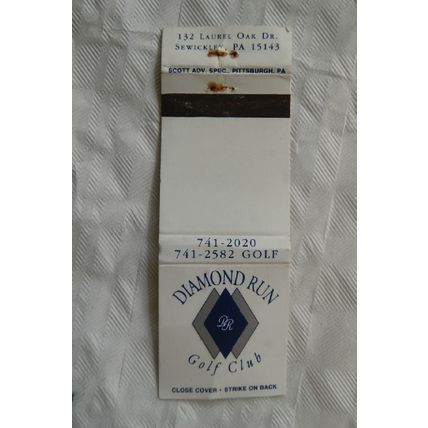 132 LAUREL OAK DR.
SEWICKLEY, PA 15143
SCOTT ADV. SPEC., PITTSBURGH, PA
741-2020
741-2582 GOLF
DIAMOND RUN
DR
Golf Club
CLOSE COVER • STRIKE ON BACK